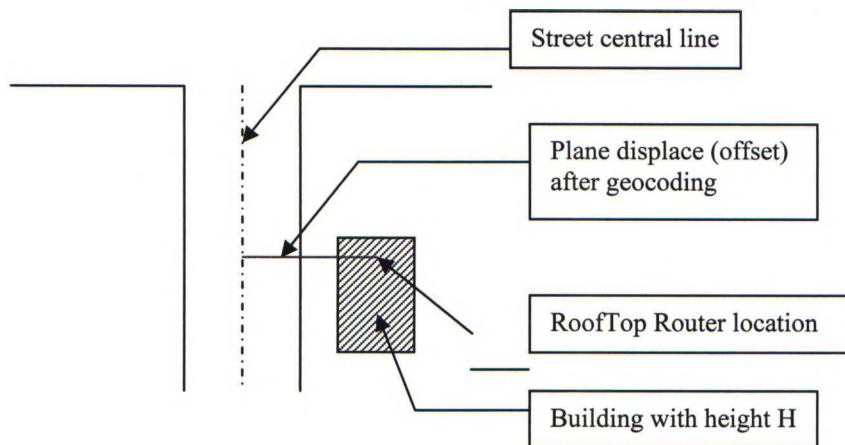 Street central line
Plane displace (offset)
after geocoding
RoofTop Router location
Building with height H